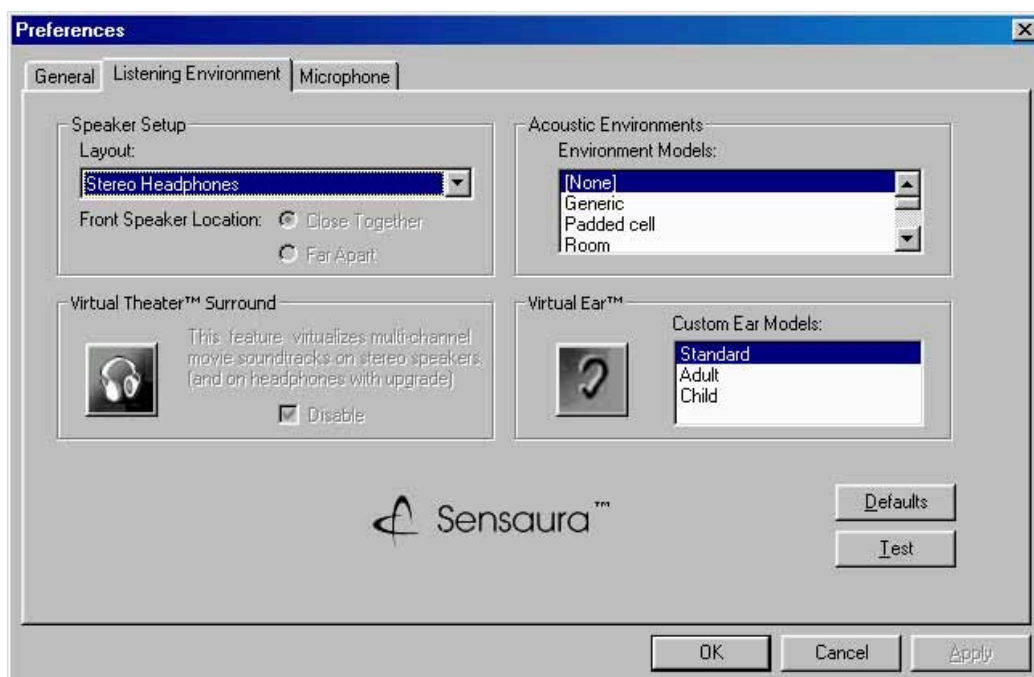 Preferences
General
Listening Environment
Microphone
Speaker Setup
Layout:
Stereo Headphones
Front Speaker Location:
Close Together
Far Apart
Acoustic Environments
Environment Models:
[None]
Generic
Padded cell
Room
Virtual Theater™ Surround
This feature virtualizes multi-channel
movie soundtracks on stereo speakers
(and on headphones with upgrade)
Disable
Virtual Ear™
Custom Ear Models:
Standard
Adult
Child
Sensaura™
Defaults
Test
OK
Cancel
Apply